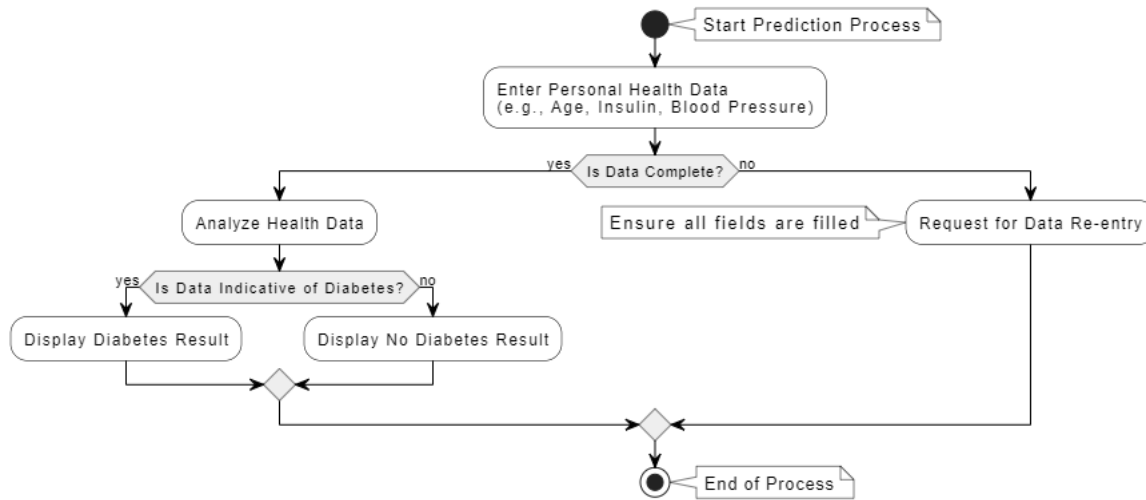 Start Prediction Process
Enter Personal Health Data
(e.g., Age, Insulin, Blood Pressure)
yes
Is Data Complete?
no
Analyze Health Data
Ensure all fields are filled
Request for Data Re-entry
yes
Is Data Indicative of Diabetes?
no
Display Diabetes Result
Display No Diabetes Result
End of Process